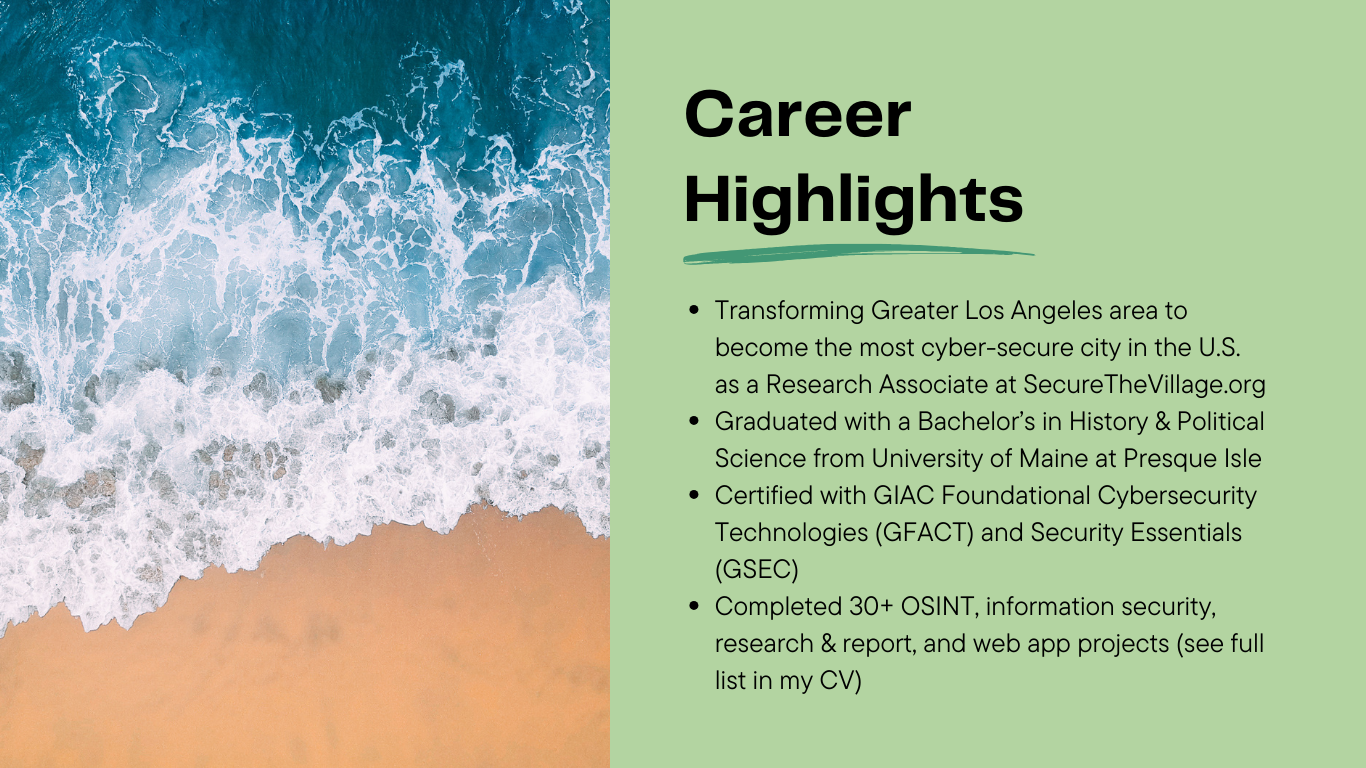 Career
Highlights
• Transforming Greater Los Angeles area to
become the most cyber-secure city in the U.S.
as a Research Associate at SecureTheVillage.org
• Graduated with a Bachelor’s in History & Political
Science from University of Maine at Presque Isle
• Certified with GIAC Foundational Cybersecurity
Technologies (GFACT) and Security Essentials
(GSEC)
• Completed 30+ OSINT, information security,
research & report, and web app projects (see full
list in my CV)